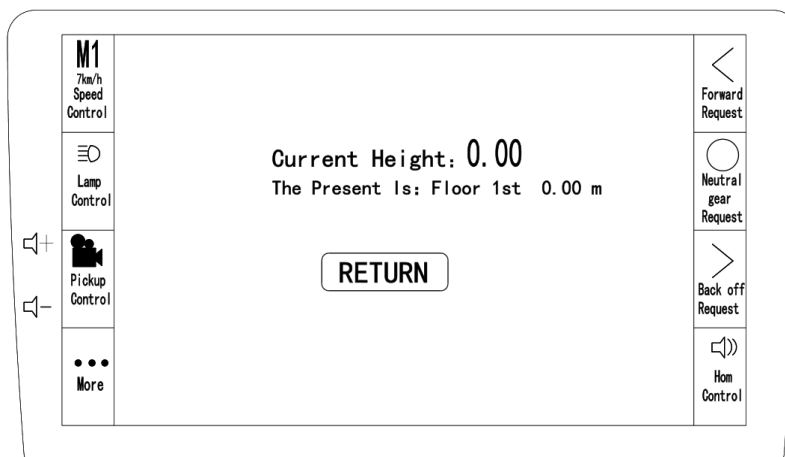 M1
7km/h
Speed
Control
Lamp
Control
Pickup
Control
More
Current Height: 0.00
The Present Is: Floor 1st 0.00 m
RETURN
Forward
Request
Neutral
gear
Request
Back off
Request
Hom
Control